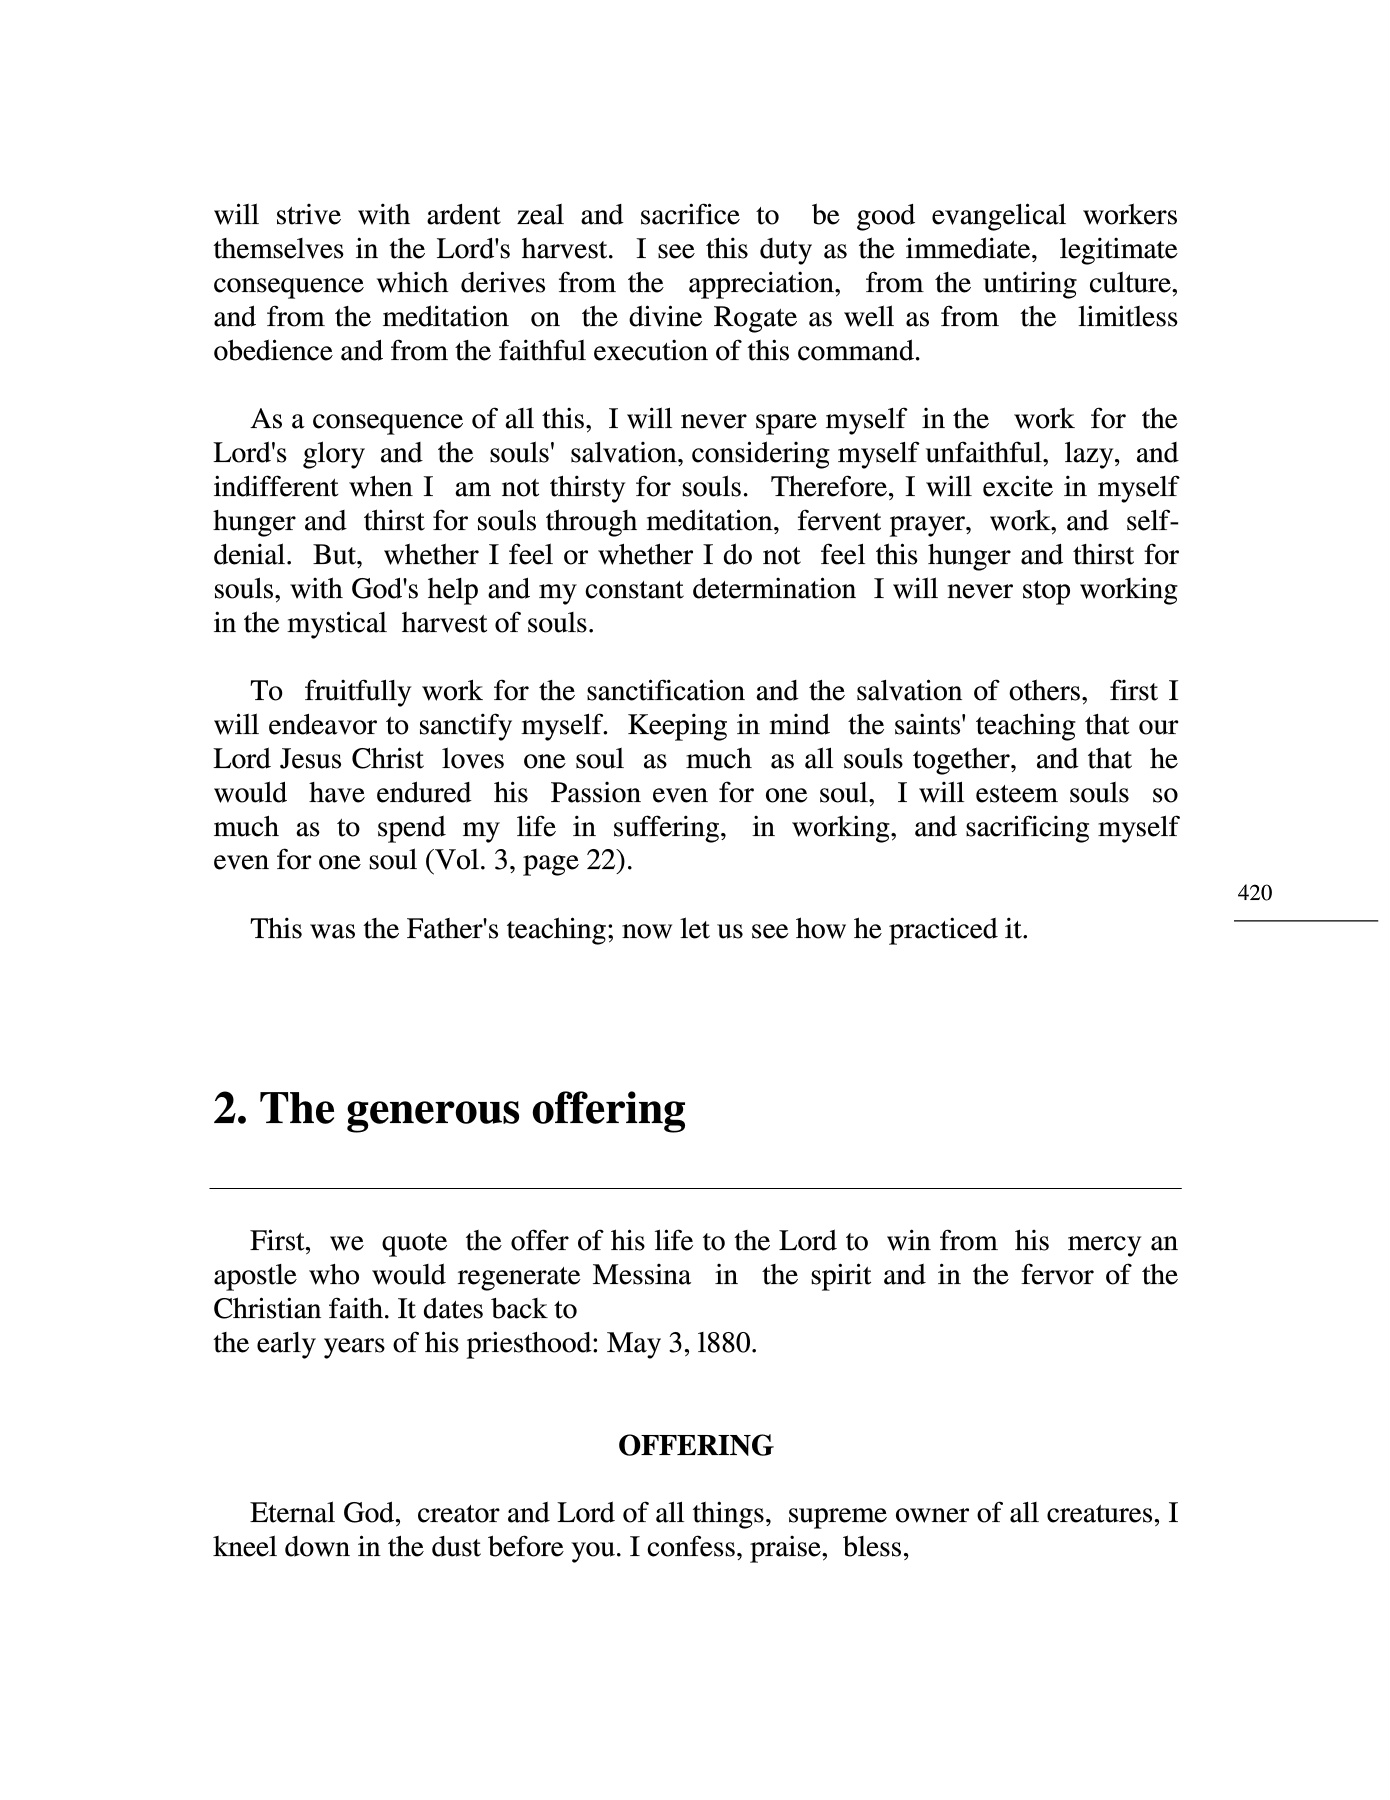 will strive with ardent zeal and sacrifice to be good evangelical workers
themselves in the Lord's harvest. I see this duty as the immediate, legitimate
consequence which derives from the appreciation, from the untiring culture,
and from the meditation on the divine Rogate as well as from the limitless
obedience and from the faithful execution of this command.
As a consequence of all this, I will never spare myself in the work for the
Lord's glory and the souls' salvation, considering myself unfaithful, lazy, and
indifferent when I am not thirsty for souls. Therefore, I will excite in myself
hunger and thirst for souls through meditation, fervent prayer, work, and self-
denial. But, whether I feel or whether I do not feel this hunger and thirst for
souls, with God's help and my constant determination I will never stop working
in the mystical harvest of souls.
To fruitfully work for the sanctification and the salvation of others, first I
will endeavor to sanctify myself. Keeping in mind the saints' teaching that our
Lord Jesus Christ loves one soul as much as all souls together, and that he
would have endured his Passion even for one soul, I will esteem souls so
much as to spend my life in suffering, in working, and sacrificing myself
even for one soul (Vol. 3, page 22).
420
This was the Father's teaching; now let us see how he practiced it.
2. The generous offering
First, we quote the offer of his life to the Lord to win from his mercy an
apostle who would regenerate Messina in the spirit and in the fervor of the
Christian faith. It dates back to
the early years of his priesthood: May 3, l880.
OFFERING
Eternal God, creator and Lord of all things, supreme owner of all creatures, I
kneel down in the dust before you. I confess, praise, bless,